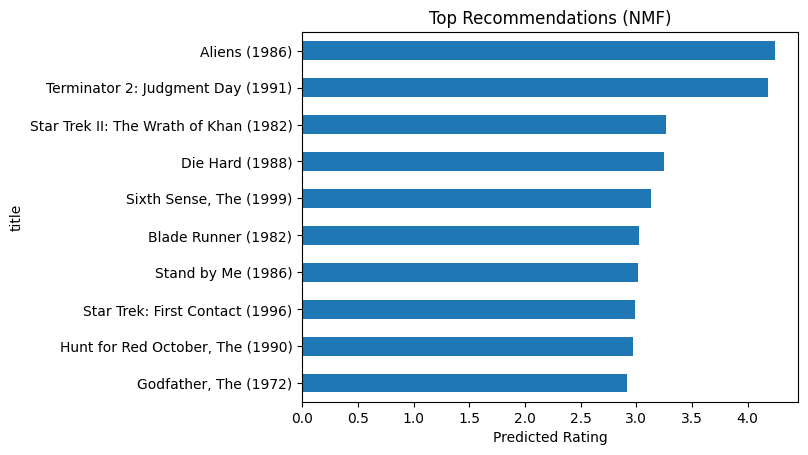 Top Recommendations (NMF)
title
Aliens (1986)
Terminator 2: Judgment Day (1991)
Star Trek II: The Wrath of Khan (1982)
Die Hard (1988)
Sixth Sense, The (1999)
Blade Runner (1982)
Stand by Me (1986)
Star Trek: First Contact (1996)
Hunt for Red October, The (1990)
Godfather, The (1972)
0.0 0.5 1.0 1.5 2.0 2.5 3.0 3.5 4.0
Predicted Rating